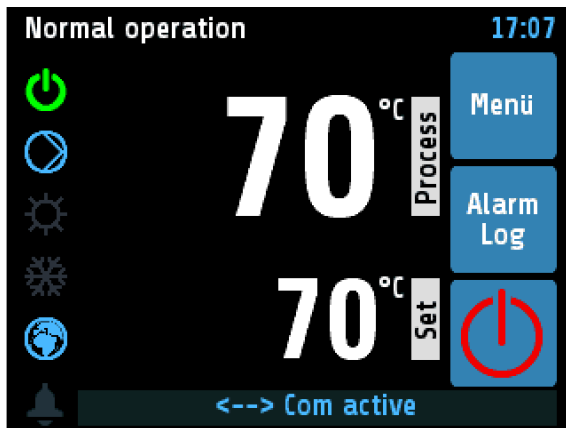 Normal operation 17:07
Menü
70 °C Process
Alarm
Log
70 °C Set
<--> Com active